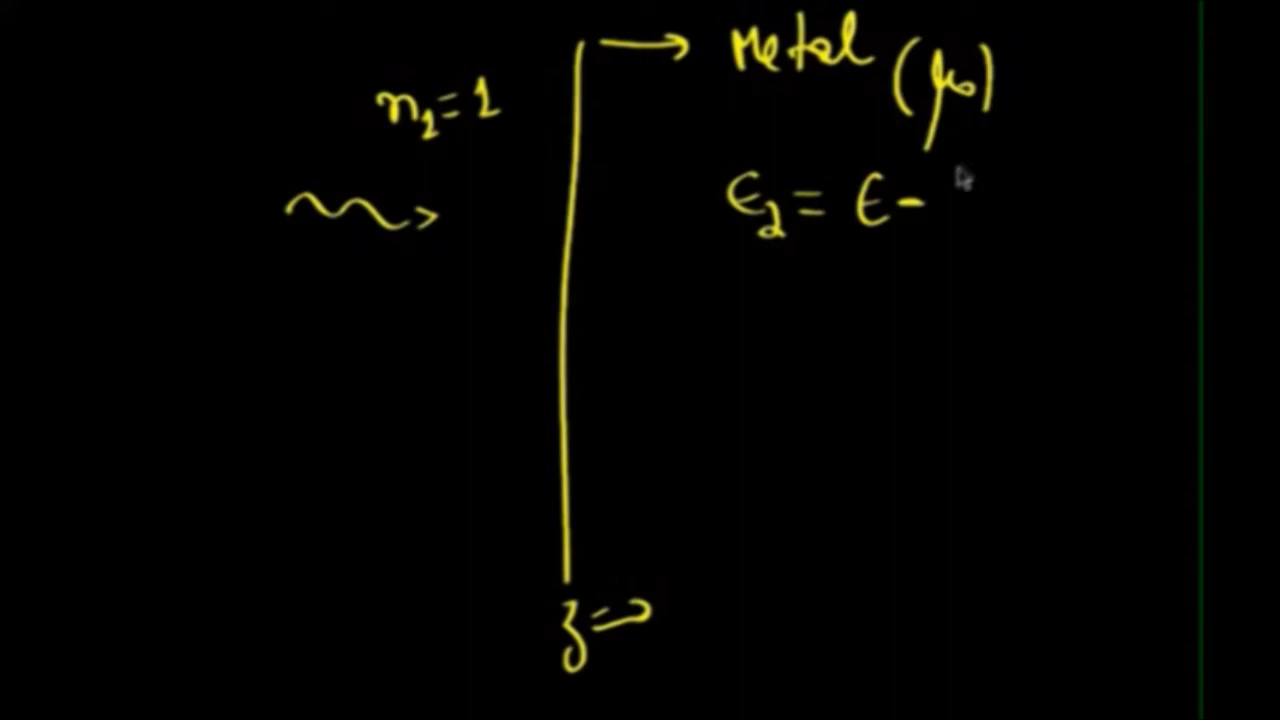 Metal (μ₀)
n₁=1
ε₂= ε-
z=0